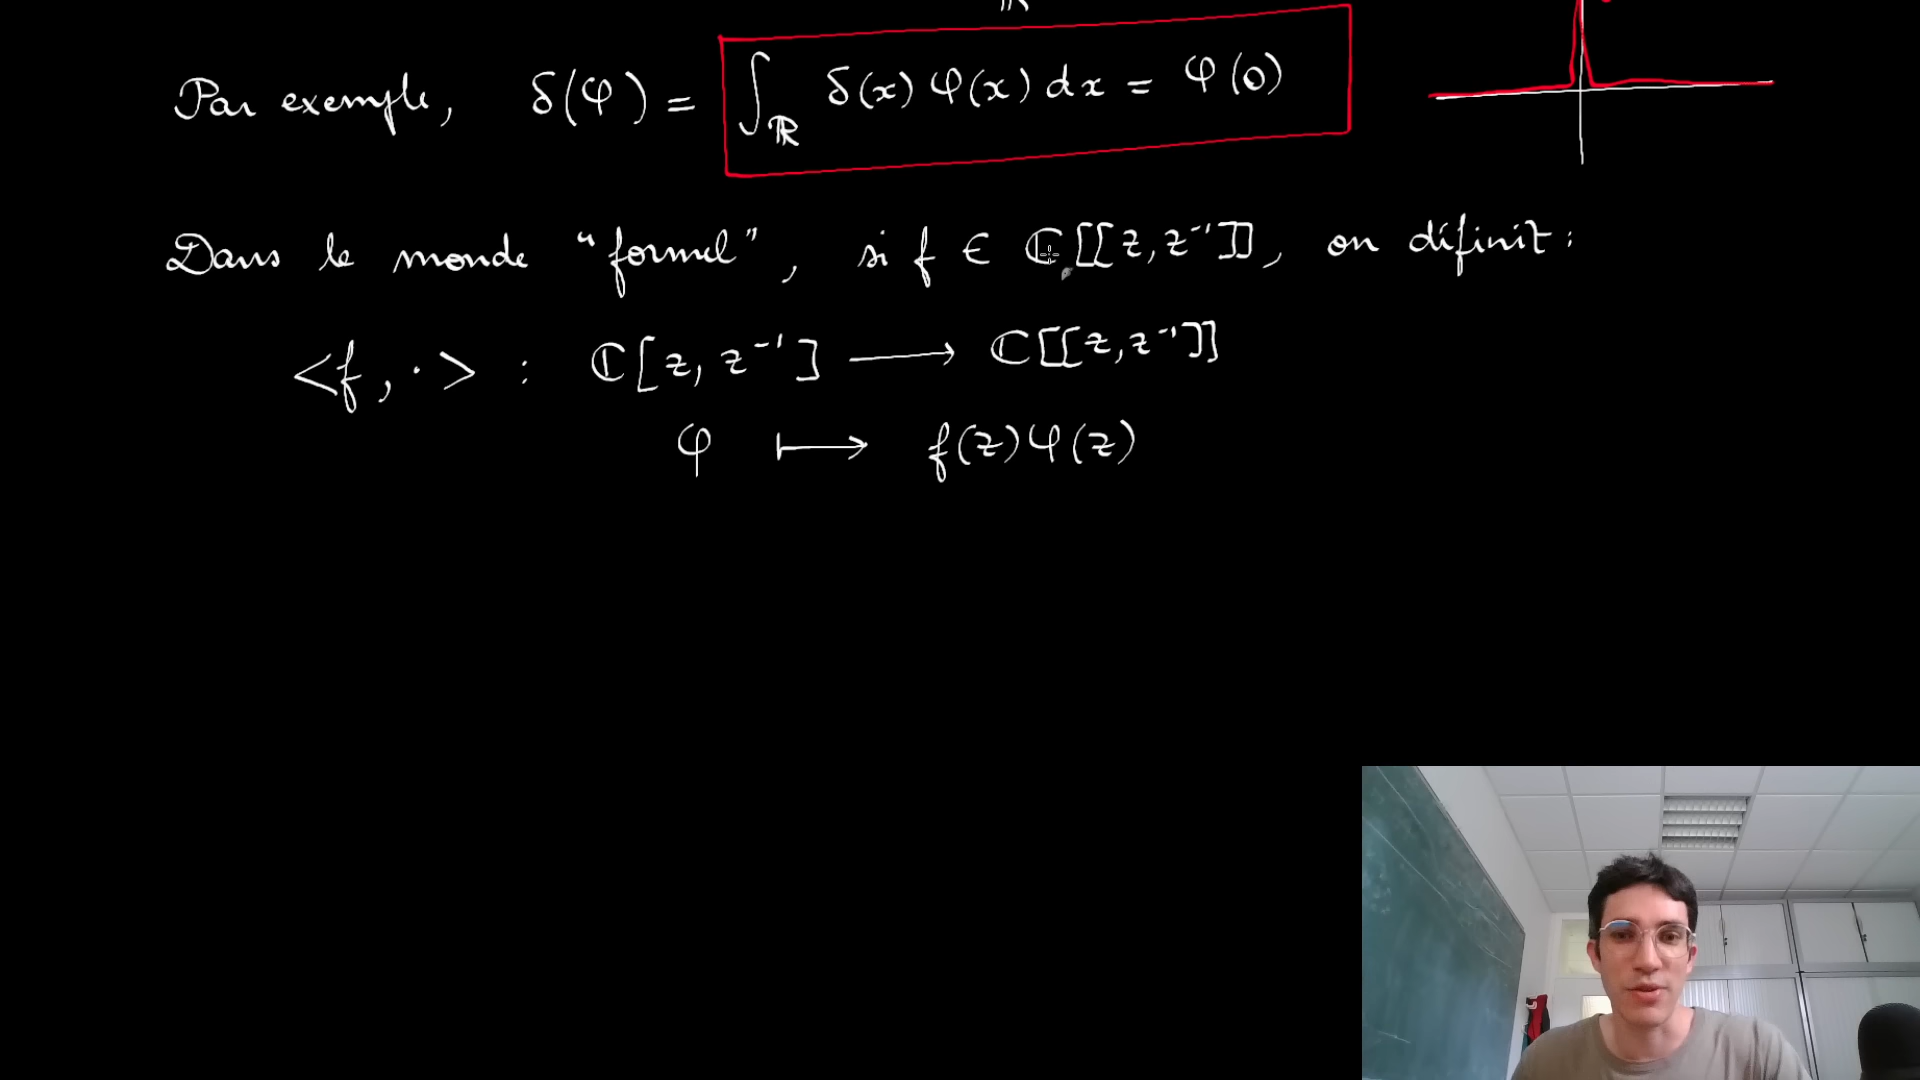 ℝ
Par exemple, δ(φ) = ∫_ℝ δ(x) φ(x) dx = φ(0)
Dans le monde "formel", si f ∈ ℂ[[z, z⁻¹]], on définit :
<f, ·> : ℂ[z, z⁻¹] ⟶ ℂ[[z, z⁻¹]]
φ ⟼ f(z)φ(z)